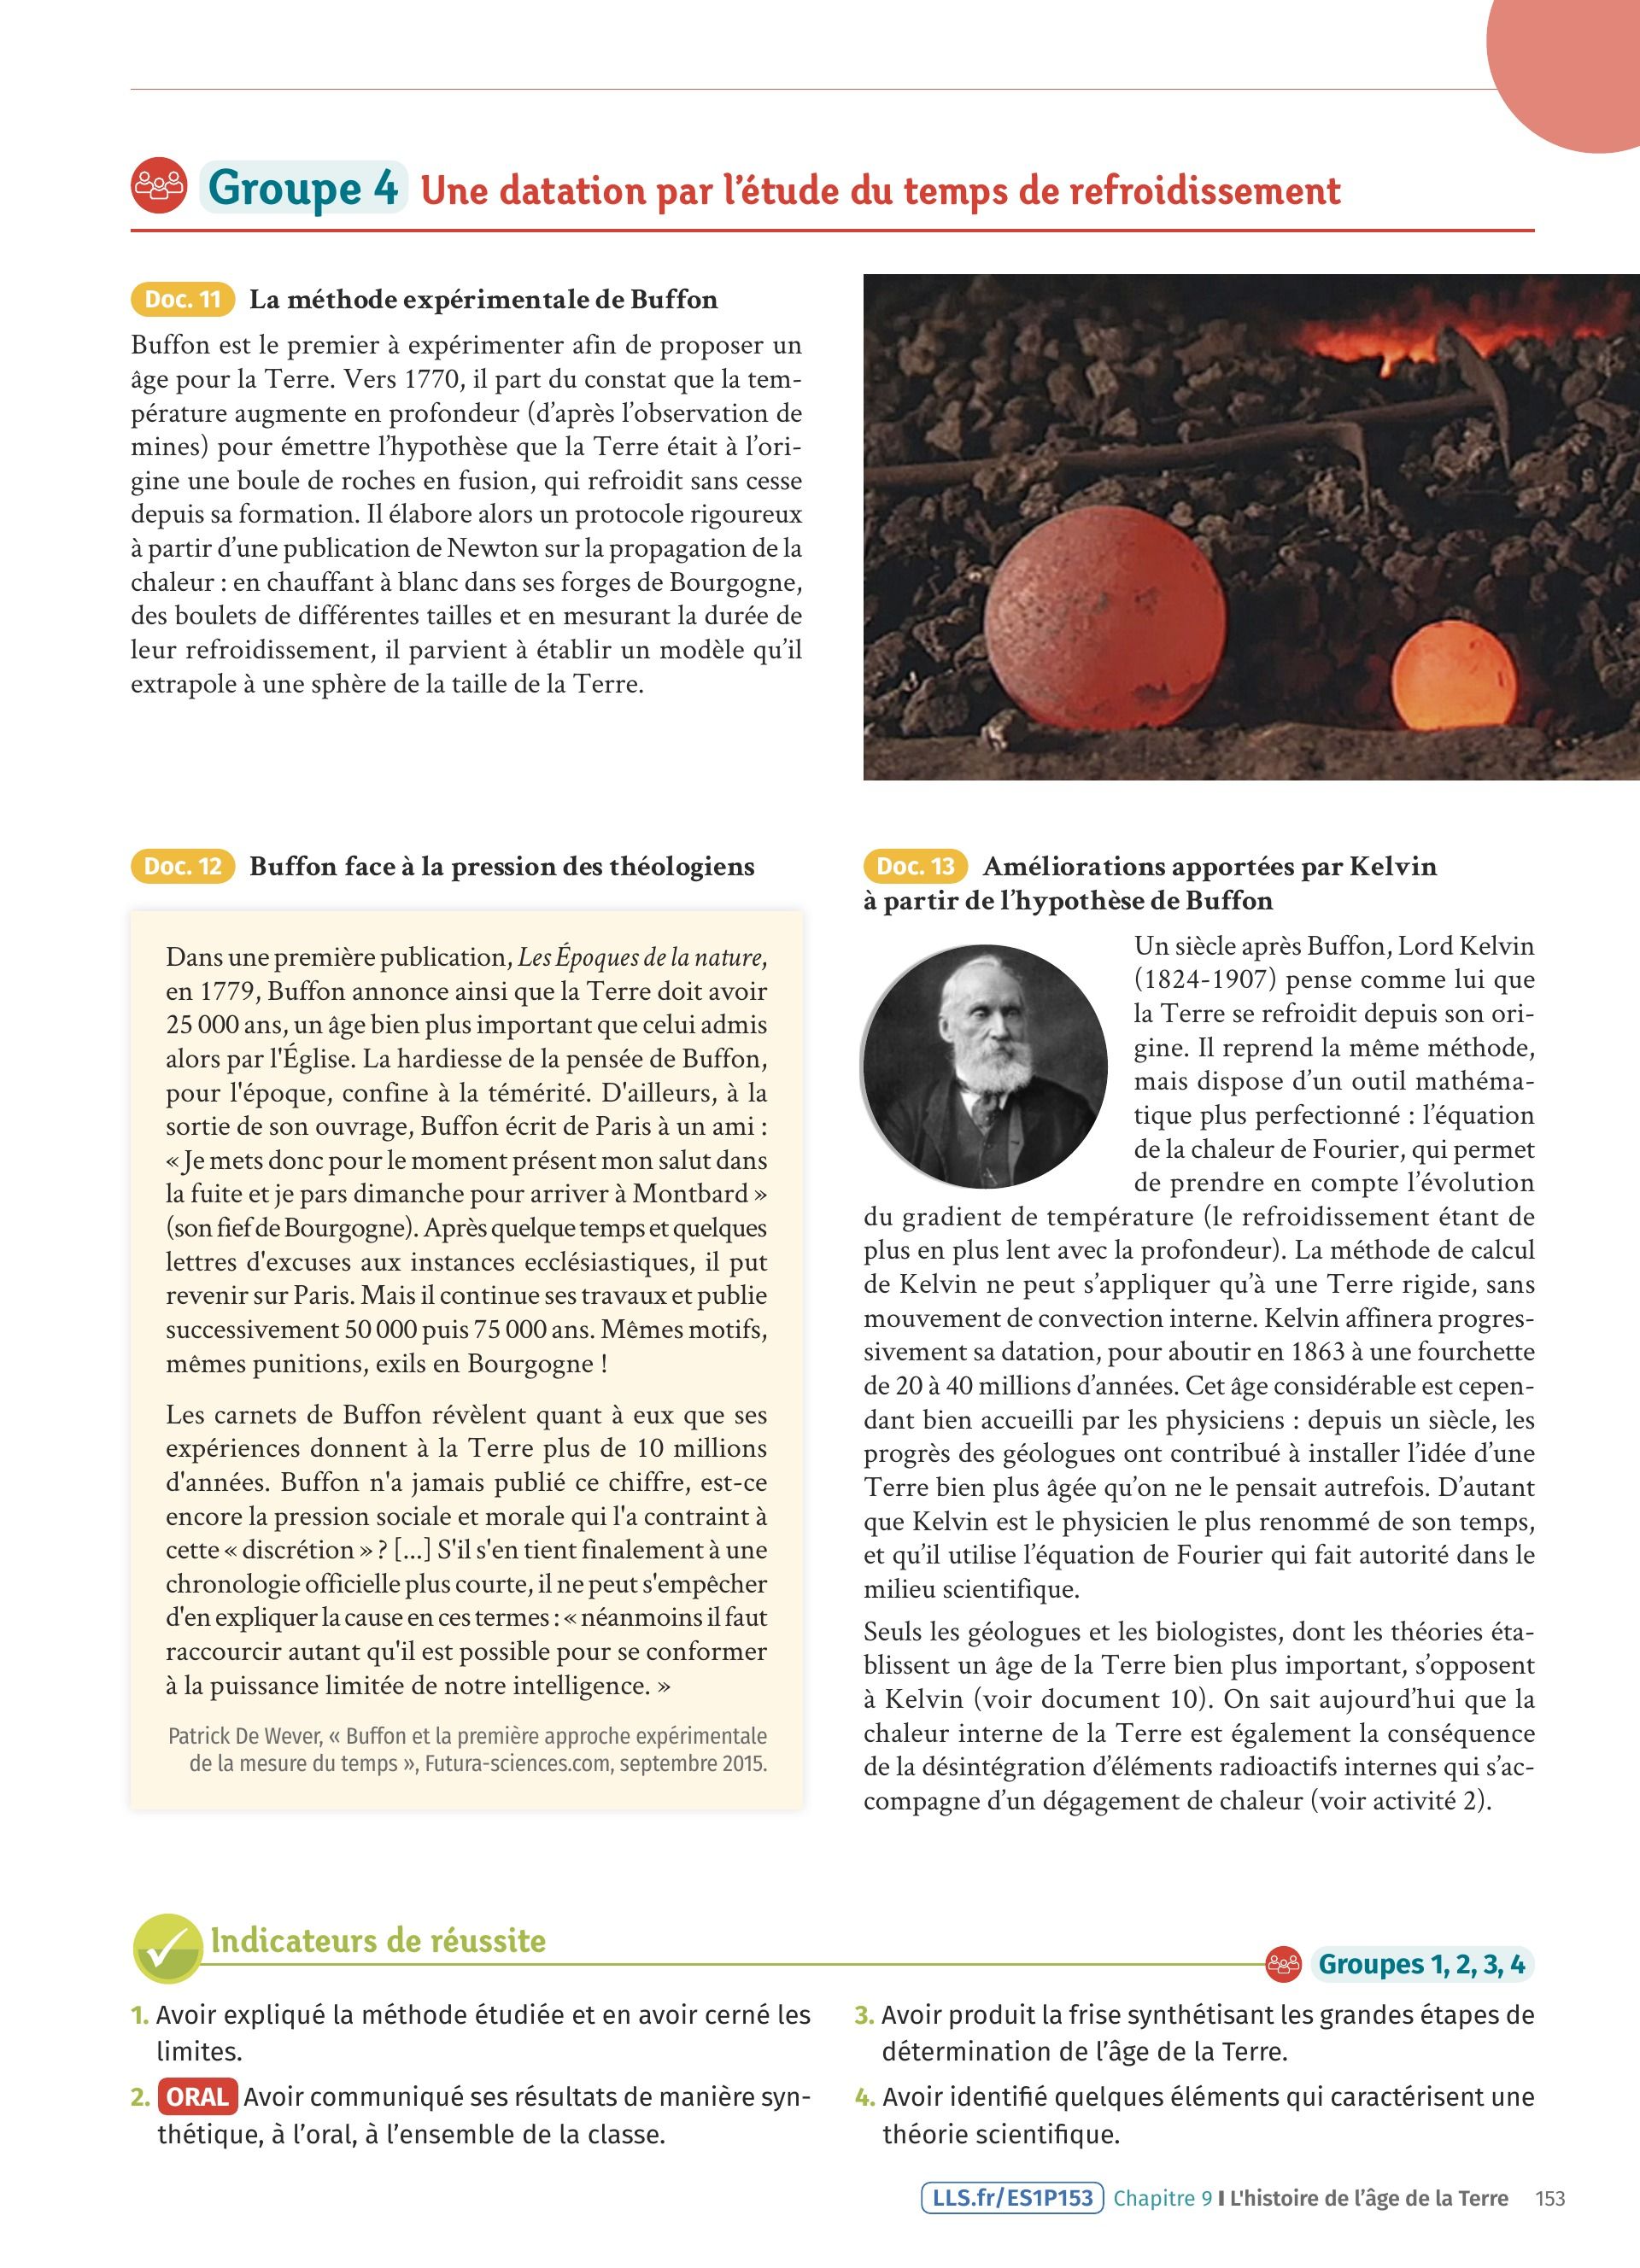 Groupe 4 Une datation par l’étude du temps de refroidissement
Doc. 11 La méthode expérimentale de Buffon
Buffon est le premier à expérimenter afin de proposer un
âge pour la Terre. Vers 1770, il part du constat que la tem-
pérature augmente en profondeur (d’après l’observation de
mines) pour émettre l’hypothèse que la Terre était à l’ori-
gine une boule de roches en fusion, qui refroidit sans cesse
depuis sa formation. Il élabore alors un protocole rigoureux
à partir d’une publication de Newton sur la propagation de la
chaleur : en chauffant à blanc dans ses forges de Bourgogne,
des boulets de différentes tailles et en mesurant la durée de
leur refroidissement, il parvient à établir un modèle qu’il
extrapole à une sphère de la taille de la Terre.
Doc. 12 Buffon face à la pression des théologiens
Dans une première publication, Les Époques de la nature,
en 1779, Buffon annonce ainsi que la Terre doit avoir
25 000 ans, un âge bien plus important que celui admis
alors par l'Église. La hardiesse de la pensée de Buffon,
pour l'époque, confine à la témérité. D'ailleurs, à la
sortie de son ouvrage, Buffon écrit de Paris à un ami :
« Je mets donc pour le moment présent mon salut dans
la fuite et je pars dimanche pour arriver à Montbard »
(son fief de Bourgogne). Après quelque temps et quelques
lettres d'excuses aux instances ecclésiastiques, il put
revenir sur Paris. Mais il continue ses travaux et publie
successivement 50 000 puis 75 000 ans. Mêmes motifs,
mêmes punitions, exils en Bourgogne !
Les carnets de Buffon révèlent quant à eux que ses
expériences donnent à la Terre plus de 10 millions
d'années. Buffon n'a jamais publié ce chiffre, est-ce
encore la pression sociale et morale qui l'a contraint à
cette « discrétion » ? [...] S'il s'en tient finalement à une
chronologie officielle plus courte, il ne peut s'empêcher
d'en expliquer la cause en ces termes : « néanmoins il faut
raccourcir autant qu'il est possible pour se conformer
à la puissance limitée de notre intelligence. »
Patrick De Wever, « Buffon et la première approche expérimentale
de la mesure du temps », Futura-sciences.com, septembre 2015.
Doc. 13 Améliorations apportées par Kelvin
à partir de l’hypothèse de Buffon
Un siècle après Buffon, Lord Kelvin
(1824-1907) pense comme lui que
la Terre se refroidit depuis son ori-
gine. Il reprend la même méthode,
mais dispose d’un outil mathéma-
tique plus perfectionné : l’équation
de la chaleur de Fourier, qui permet
de prendre en compte l’évolution
du gradient de température (le refroidissement étant de
plus en plus lent avec la profondeur). La méthode de calcul
de Kelvin ne peut s’appliquer qu’à une Terre rigide, sans
mouvement de convection interne. Kelvin affinera progres-
sivement sa datation, pour aboutir en 1863 à une fourchette
de 20 à 40 millions d’années. Cet âge considérable est cepen-
dant bien accueilli par les physiciens : depuis un siècle, les
progrès des géologues ont contribué à installer l’idée d’une
Terre bien plus âgée qu’on ne le pensait autrefois. D’autant
que Kelvin est le physicien le plus renommé de son temps,
et qu’il utilise l’équation de Fourier qui fait autorité dans le
milieu scientifique.
Seuls les géologues et les biologistes, dont les théories éta-
blissent un âge de la Terre bien plus important, s’opposent
à Kelvin (voir document 10). On sait aujourd’hui que la
chaleur interne de la Terre est également la conséquence
de la désintégration d’éléments radioactifs internes qui s’ac-
compagne d’un dégagement de chaleur (voir activité 2).
Indicateurs de réussite
Groupes 1, 2, 3, 4
1. Avoir expliqué la méthode étudiée et en avoir cerné les
limites.
2. ORAL Avoir communiqué ses résultats de manière syn-
thétique, à l’oral, à l’ensemble de la classe.
3. Avoir produit la frise synthétisant les grandes étapes de
détermination de l’âge de la Terre.
4. Avoir identifié quelques éléments qui caractérisent une
théorie scientifique.
LLS.fr/ES1P153 Chapitre 9 I L'histoire de l’âge de la Terre 153